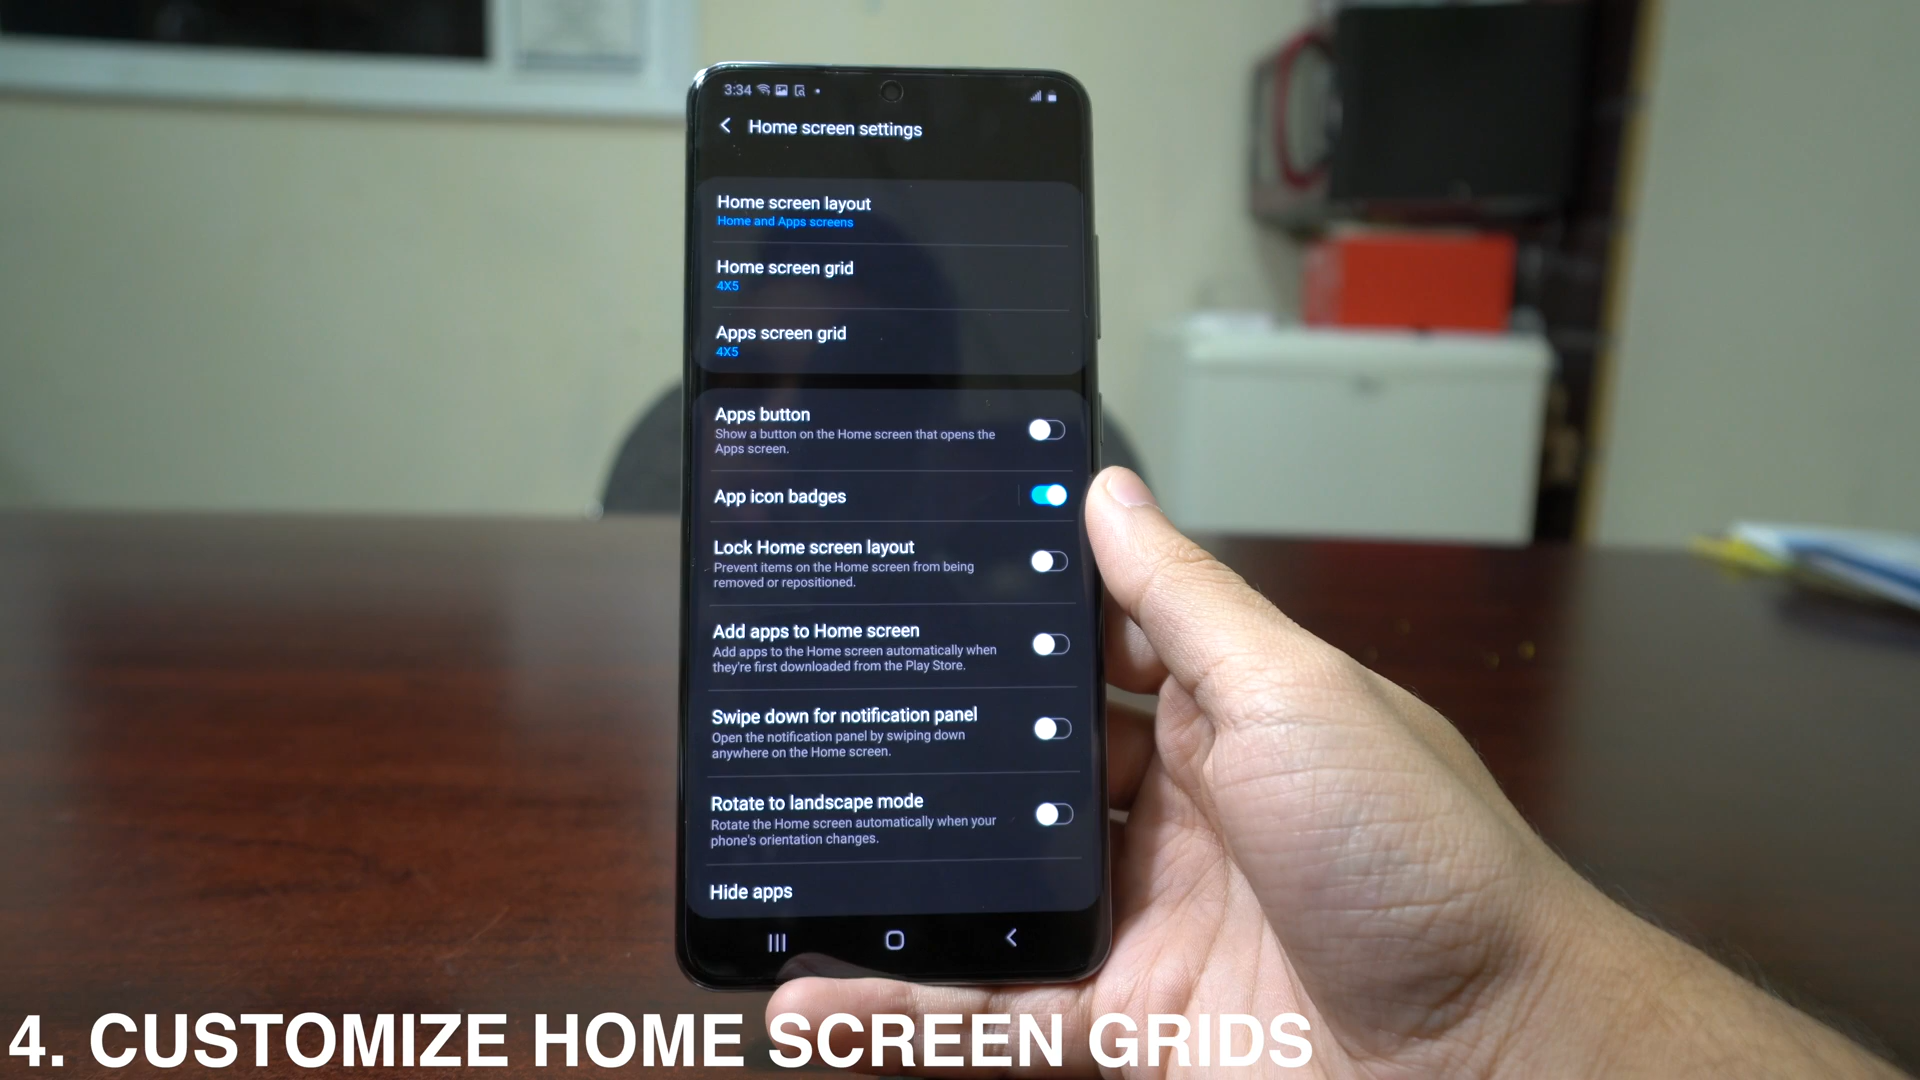 3:34
Home screen settings
Home screen layout
Home and Apps screens
Home screen grid
4X5
Apps screen grid
4X5
Apps button
Show a button on the Home screen that opens the
Apps screen.
App icon badges
Lock Home screen layout
Prevent items on the Home screen from being
removed or repositioned.
Add apps to Home screen
Add apps to the Home screen automatically when
they're first downloaded from the Play Store.
Swipe down for notification panel
Open the notification panel by swiping down
anywhere on the Home screen.
Rotate to landscape mode
Rotate the Home screen automatically when your
phone's orientation changes.
Hide apps
4. CUSTOMIZE HOME SCREEN GRIDS